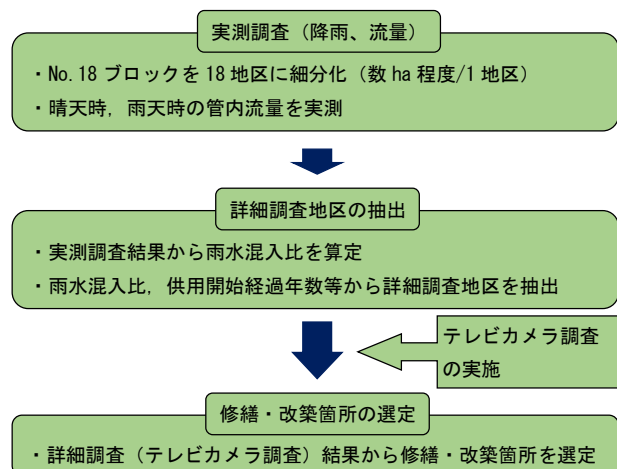 実測調査（降雨、流量）
・No.18 ブロックを 18 地区に細分化（数 ha 程度/1 地区）
・晴天時，雨天時の管内流量を実測
詳細調査地区の抽出
・実測調査結果から雨水混入比を算定
・雨水混入比，供用開始経過年数等から詳細調査地区を抽出
テレビカメラ調査
の実施
修繕・改築箇所の選定
・詳細調査（テレビカメラ調査）結果から修繕・改築箇所を選定